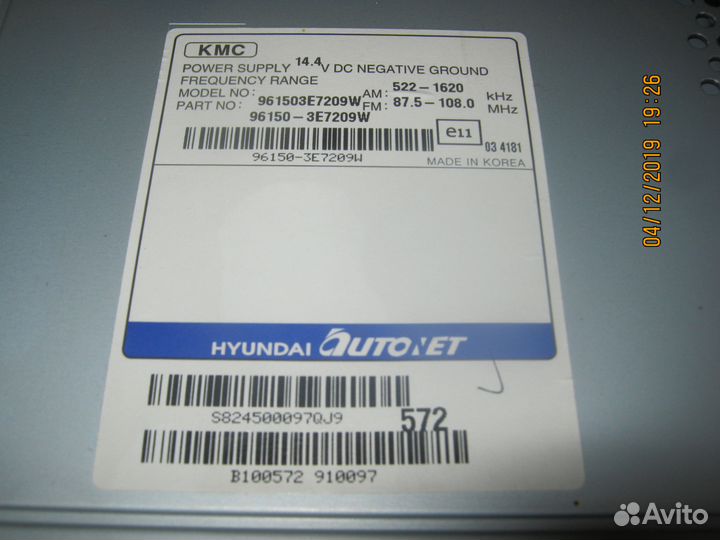 KMC
POWER SUPPLY 14.4V DC NEGATIVE GROUND
FREQUENCY RANGE
MODEL NO: 961503E7209W AM: 522-1620 kHz
PART NO: 96150-3E7209W FM: 87.5-108.0 MHz
e11
03 4181
96150-3E7209W
MADE IN KOREA
HYUNDAI AUTONET
S824500097QJ9
572
B100572 910097
04/12/2019 19:26
Avito